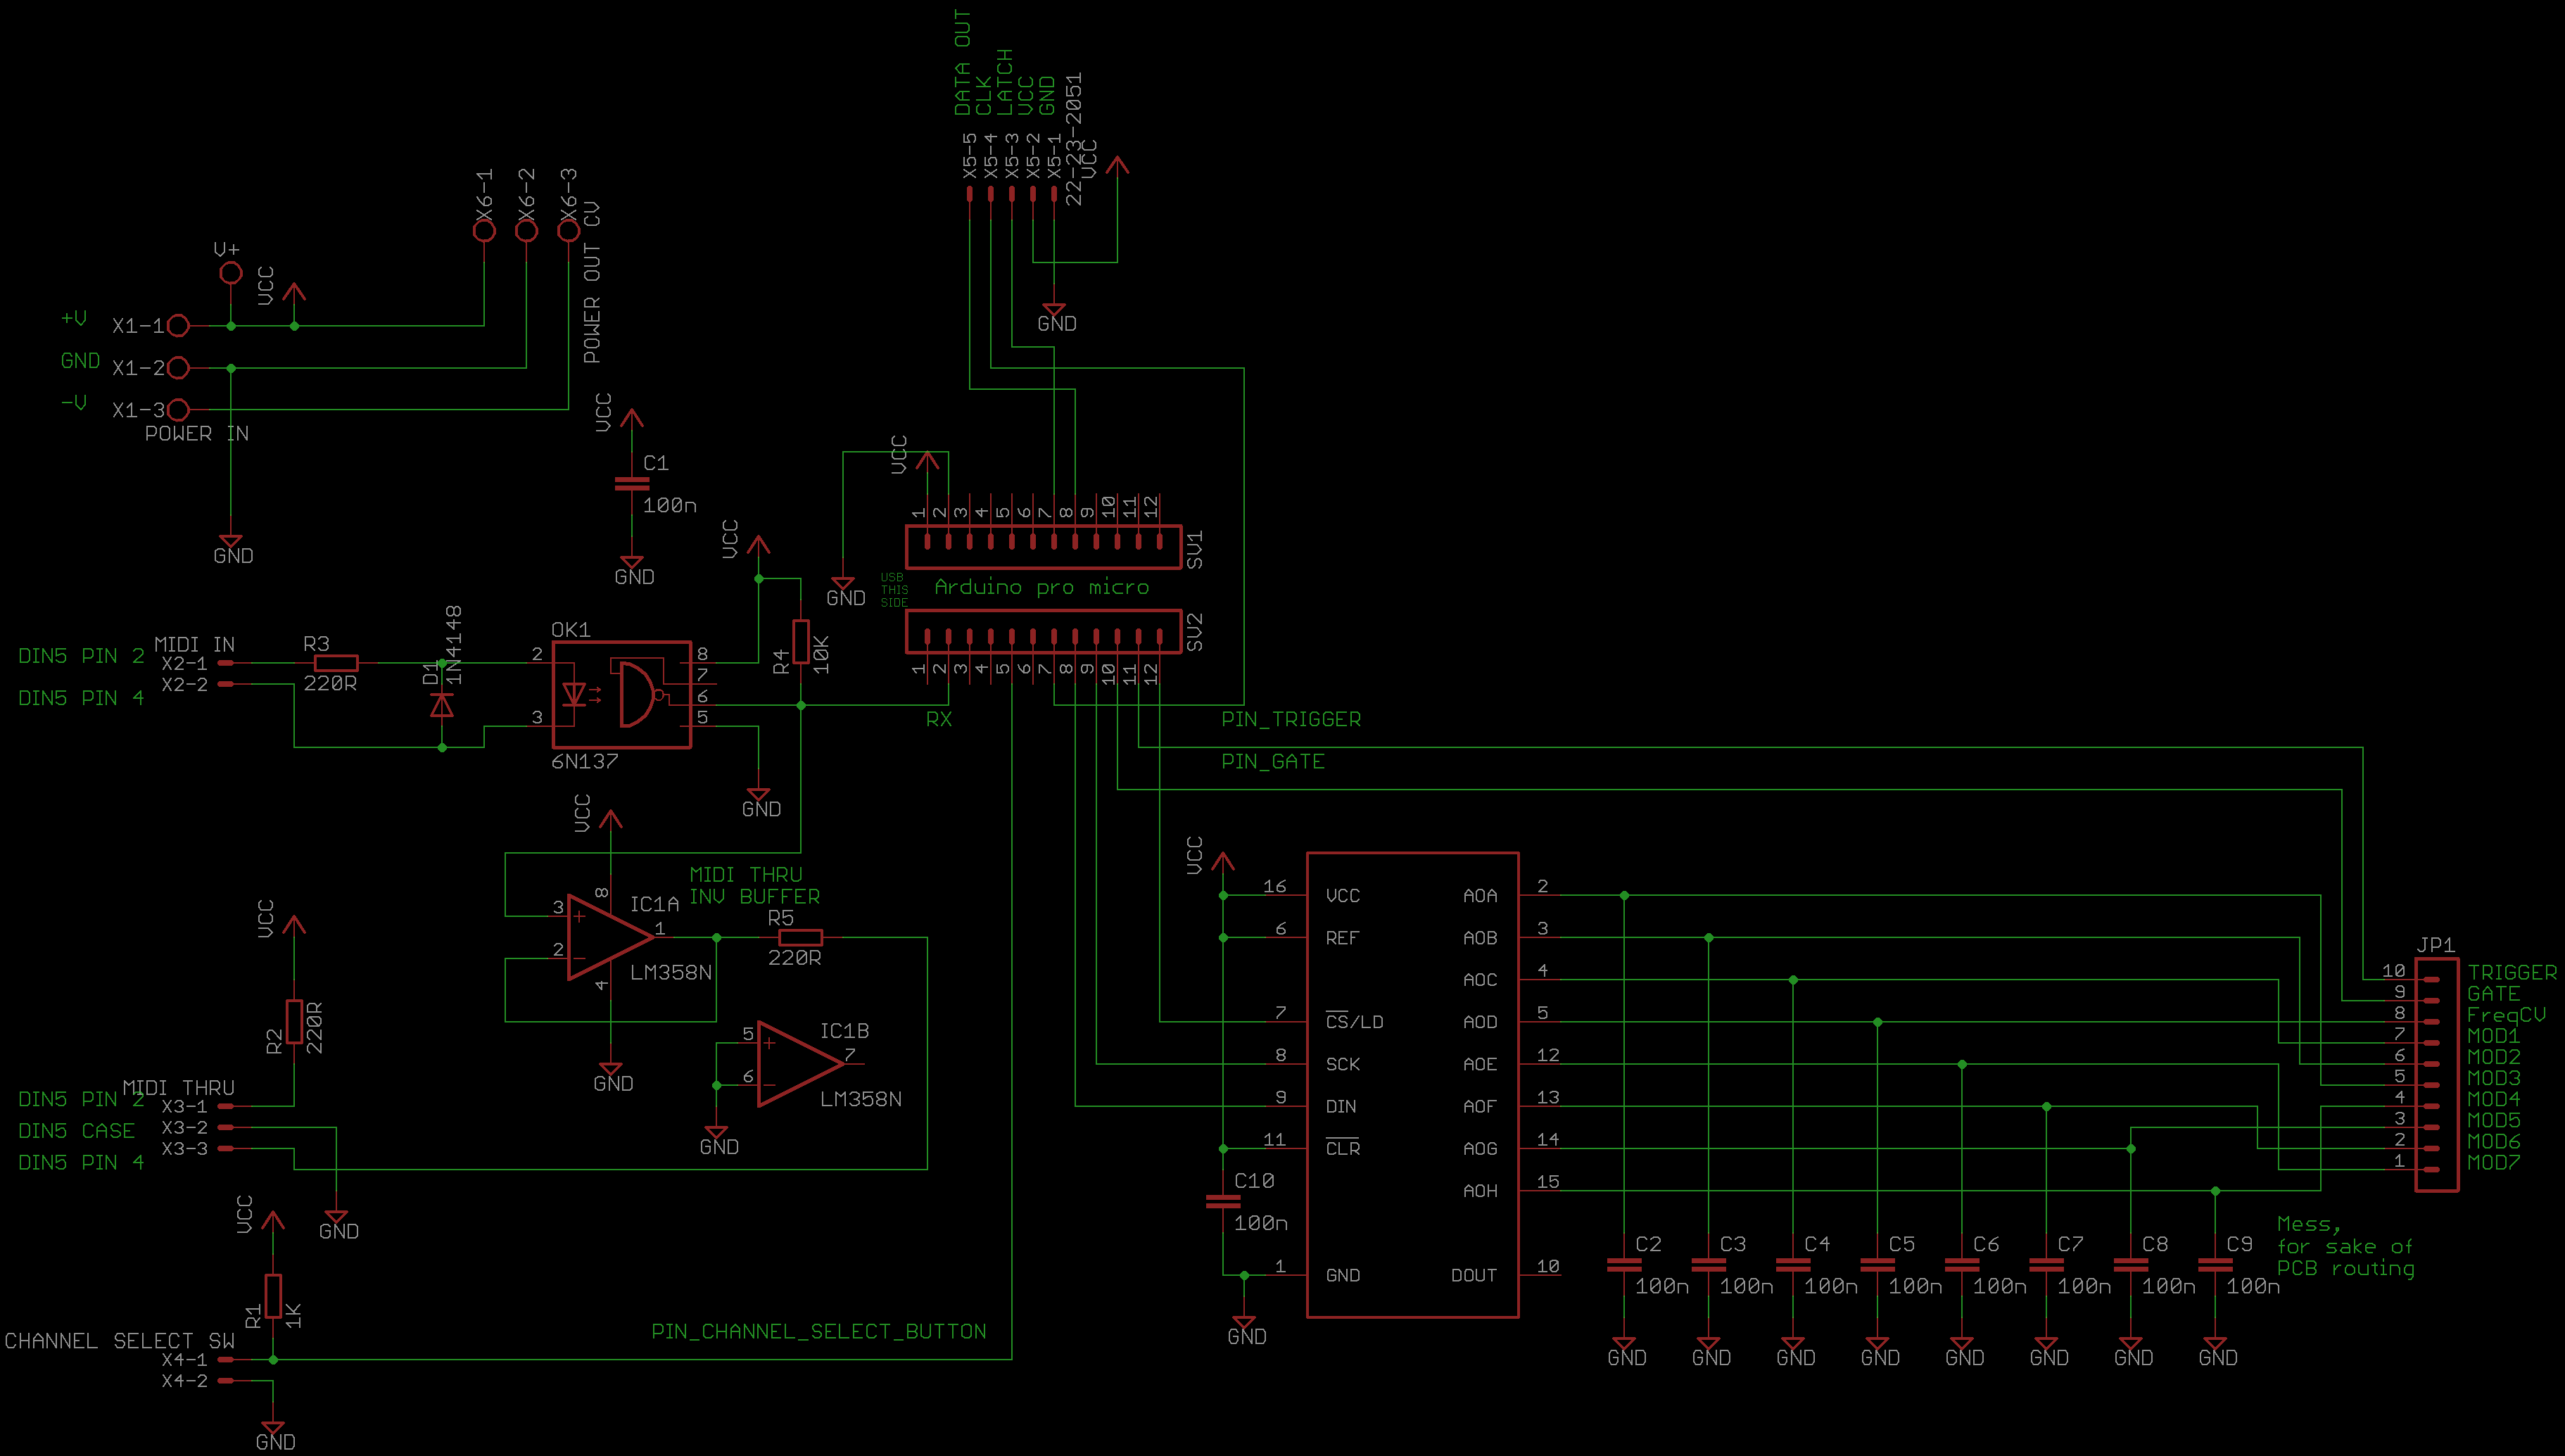 DATA OUT
CLK
LATCH
VCC
GND
X5-5
X5-4
X5-3
X5-2
X5-1
22-23-2051
VCC
GND
X6-1
X6-2
X6-3
POWER OUT CV
V+
VCC
+V
X1-1
GND
X1-2
-V
X1-3
POWER IN
GND
VCC
C1
100n
GND
VCC
GND
1 2 3 4 5 6 7 8 9 10 11 12
SV1
USB
THIS
SIDE
Arduino pro micro
SV2
1 2 3 4 5 6 7 8 9 10 11 12
VCC
R4
10K
MIDI IN
DIN5 PIN 2
X2-1
X2-2
DIN5 PIN 4
R3
220R
D1
1N4148
OK1
2
3
8
7
6
5
6N137
GND
RX
PIN_TRIGGER
PIN_GATE
VCC
MIDI THRU
INV BUFFER
3
+
2
-
8
4
1
IC1A
LM358N
R5
220R
GND
5
+
6
-
7
IC1B
LM358N
GND
VCC
R2
220R
MIDI THRU
DIN5 PIN 2
X3-1
DIN5 CASE
X3-2
X3-3
DIN5 PIN 4
GND
VCC
R1
1K
CHANNEL SELECT SW
X4-1
X4-2
GND
PIN_CHANNEL_SELECT_BUTTON
VCC
16 VCC AOA 2
6 REF AOB 3
AOC 4
7 CS/LD AOD 5
8 SCK AOE 12
9 DIN AOF 13
11 CLR AOG 14
AOH 15
1 GND DOUT 10
C10
100n
GND
C2
100n
GND
C3
100n
GND
C4
100n
GND
C5
100n
GND
C6
100n
GND
C7
100n
GND
C8
100n
GND
C9
100n
GND
JP1
10 TRIGGER
9 GATE
8 FreqCV
7 MOD1
6 MOD2
5 MOD3
4 MOD4
3 MOD5
2 MOD6
1 MOD7
Mess,
for sake of
PCB routing